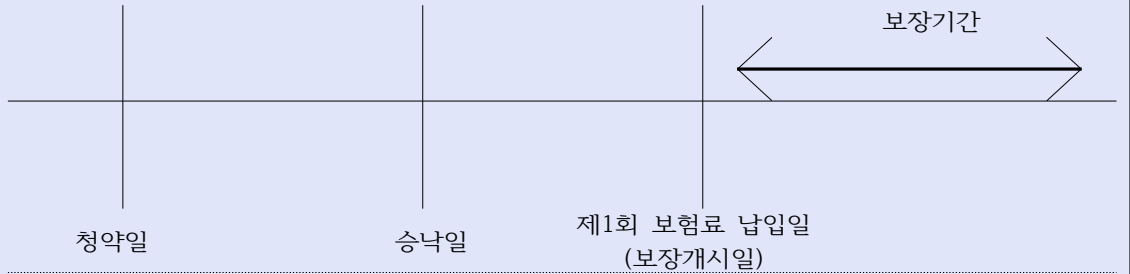 보장기간
청약일
승낙일
제1회 보험료 납입일
(보장개시일)